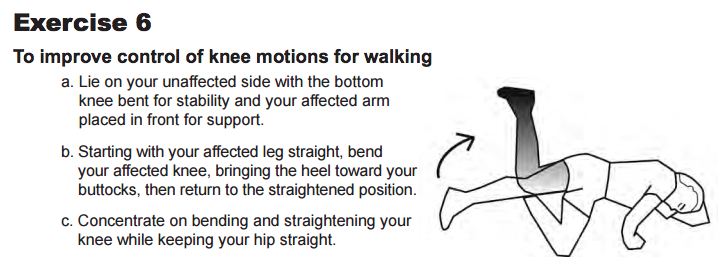 Exercise 6
To improve control of knee motions for walking
a. Lie on your unaffected side with the bottom
knee bent for stability and your affected arm
placed in front for support.
b. Starting with your affected leg straight, bend
your affected knee, bringing the heel toward your
buttocks, then return to the straightened position.
c. Concentrate on bending and straightening your
knee while keeping your hip straight.